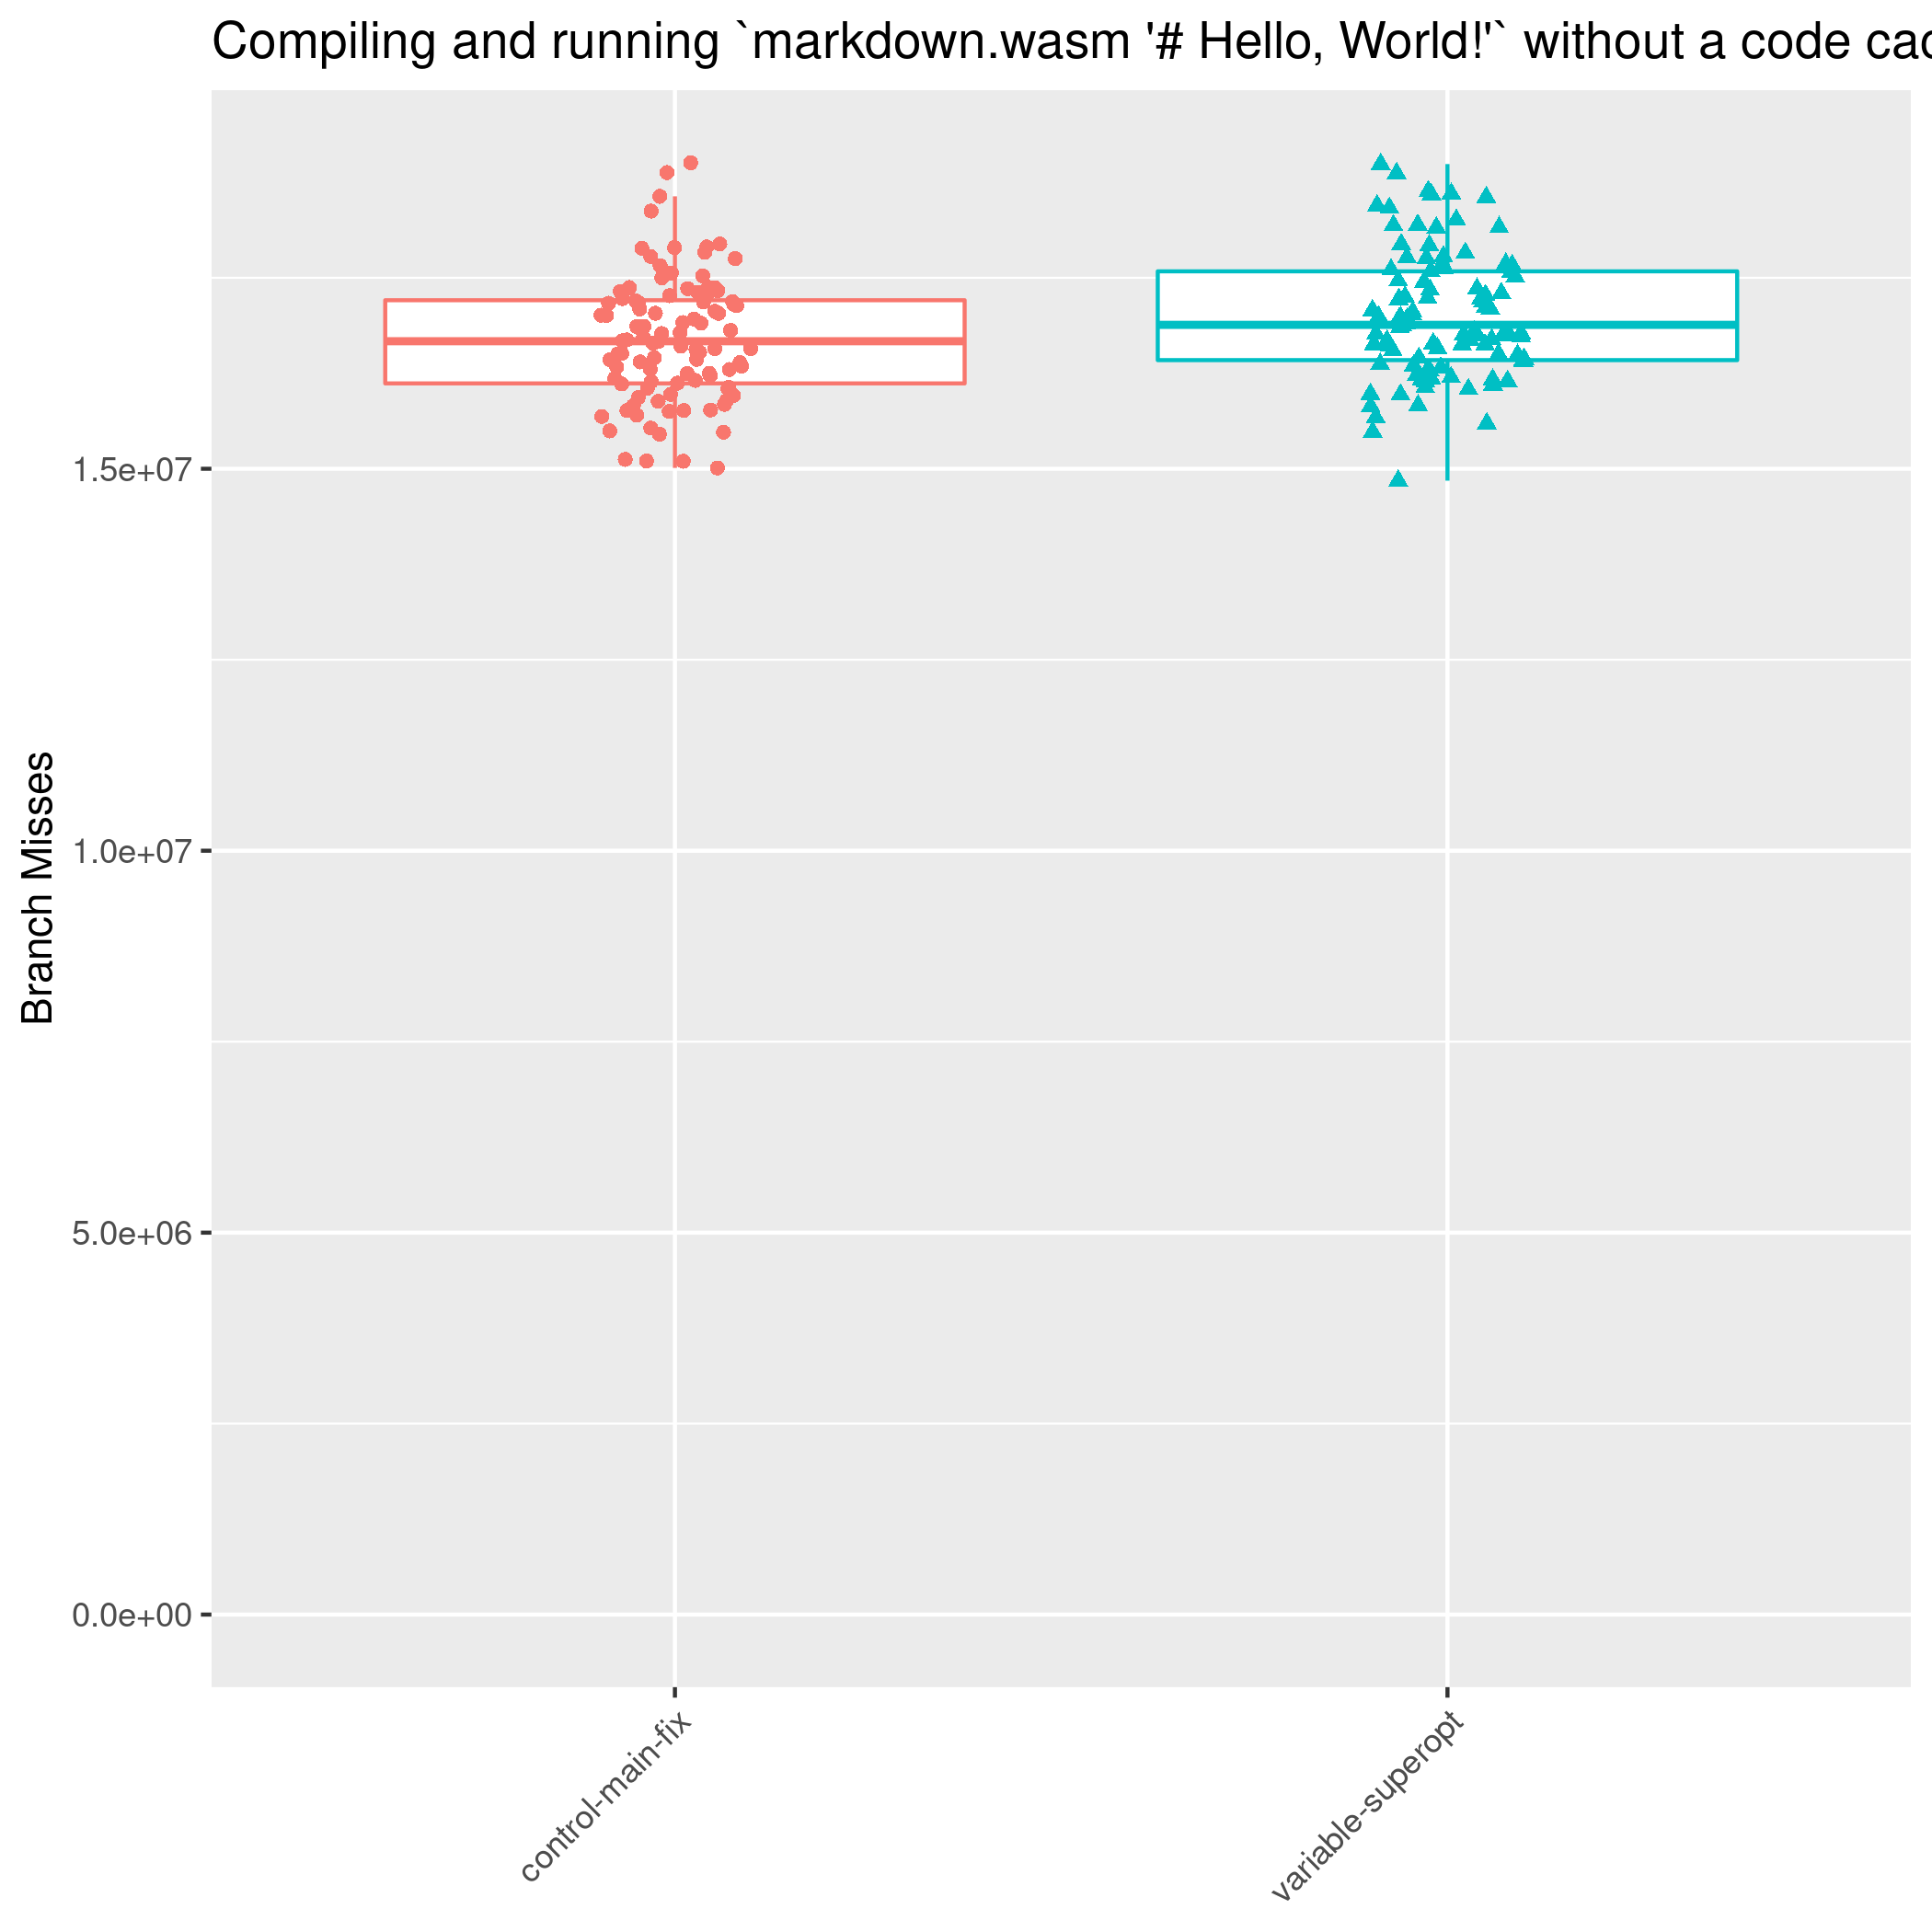 Compiling and running `markdown.wasm '# Hello, World!'` without a code
Branch Misses
1.5e+07
1.0e+07
5.0e+06
0.0e+00
control-main-fix
variable-superopt